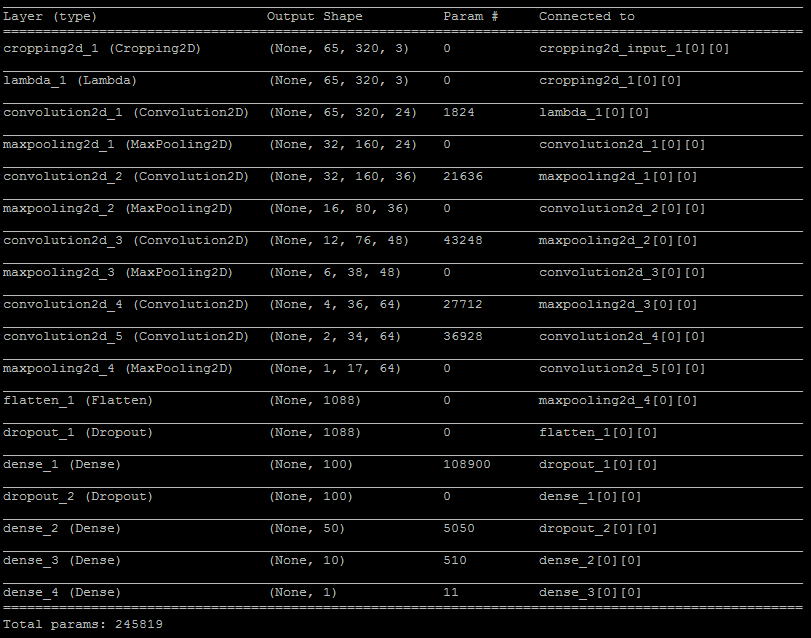 Layer (type) Output Shape Param # Connected to
cropping2d_1 (Cropping2D) (None, 65, 320, 3) 0 cropping2d_input_1[0][0]
lambda_1 (Lambda) (None, 65, 320, 3) 0 cropping2d_1[0][0]
convolution2d_1 (Convolution2D) (None, 65, 320, 24) 1824 lambda_1[0][0]
maxpooling2d_1 (MaxPooling2D) (None, 32, 160, 24) 0 convolution2d_1[0][0]
convolution2d_2 (Convolution2D) (None, 32, 160, 36) 21636 maxpooling2d_1[0][0]
maxpooling2d_2 (MaxPooling2D) (None, 16, 80, 36) 0 convolution2d_2[0][0]
convolution2d_3 (Convolution2D) (None, 12, 76, 48) 43248 maxpooling2d_2[0][0]
maxpooling2d_3 (MaxPooling2D) (None, 6, 38, 48) 0 convolution2d_3[0][0]
convolution2d_4 (Convolution2D) (None, 4, 36, 64) 27712 maxpooling2d_3[0][0]
convolution2d_5 (Convolution2D) (None, 2, 34, 64) 36928 convolution2d_4[0][0]
maxpooling2d_4 (MaxPooling2D) (None, 1, 17, 64) 0 convolution2d_5[0][0]
flatten_1 (Flatten) (None, 1088) 0 maxpooling2d_4[0][0]
dropout_1 (Dropout) (None, 1088) 0 flatten_1[0][0]
dense_1 (Dense) (None, 100) 108900 dropout_1[0][0]
dropout_2 (Dropout) (None, 100) 0 dense_1[0][0]
dense_2 (Dense) (None, 50) 5050 dropout_2[0][0]
dense_3 (Dense) (None, 10) 510 dense_2[0][0]
dense_4 (Dense) (None, 1) 11 dense_3[0][0]
Total params: 245819